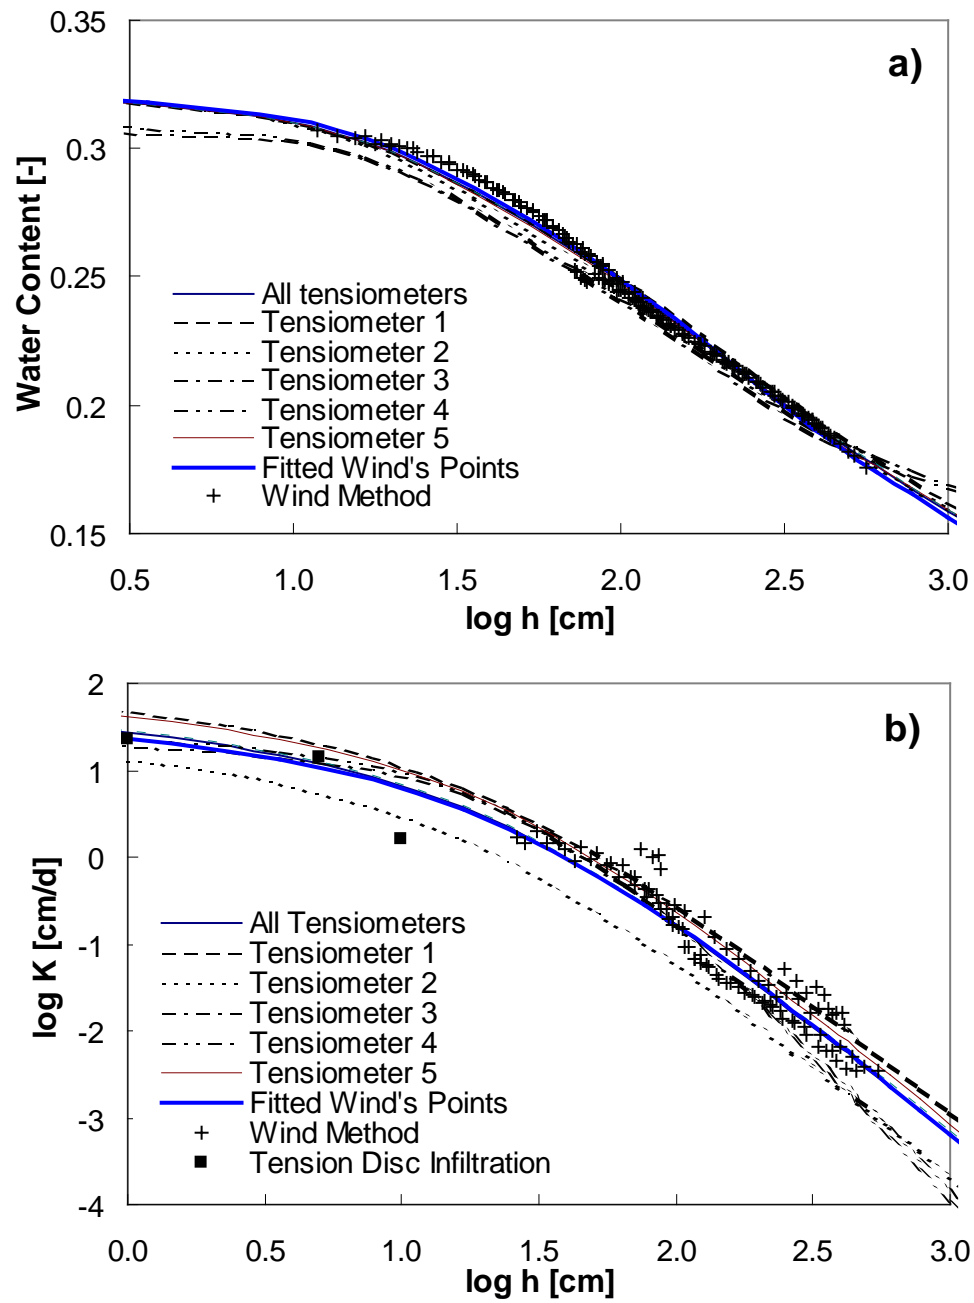 0.35
a)
0.3
0.25
0.2
0.15
Water Content [-]
All tensiometers
Tensiometer 1
Tensiometer 2
Tensiometer 3
Tensiometer 4
Tensiometer 5
Fitted Wind's Points
Wind Method
0.5 1.0 1.5 2.0 2.5 3.0
log h [cm]
2
b)
1
0
-1
-2
-3
-4
log K [cm/d]
All Tensiometers
Tensiometer 1
Tensiometer 2
Tensiometer 3
Tensiometer 4
Tensiometer 5
Fitted Wind's Points
Wind Method
Tension Disc Infiltration
0.0 0.5 1.0 1.5 2.0 2.5 3.0
log h [cm]